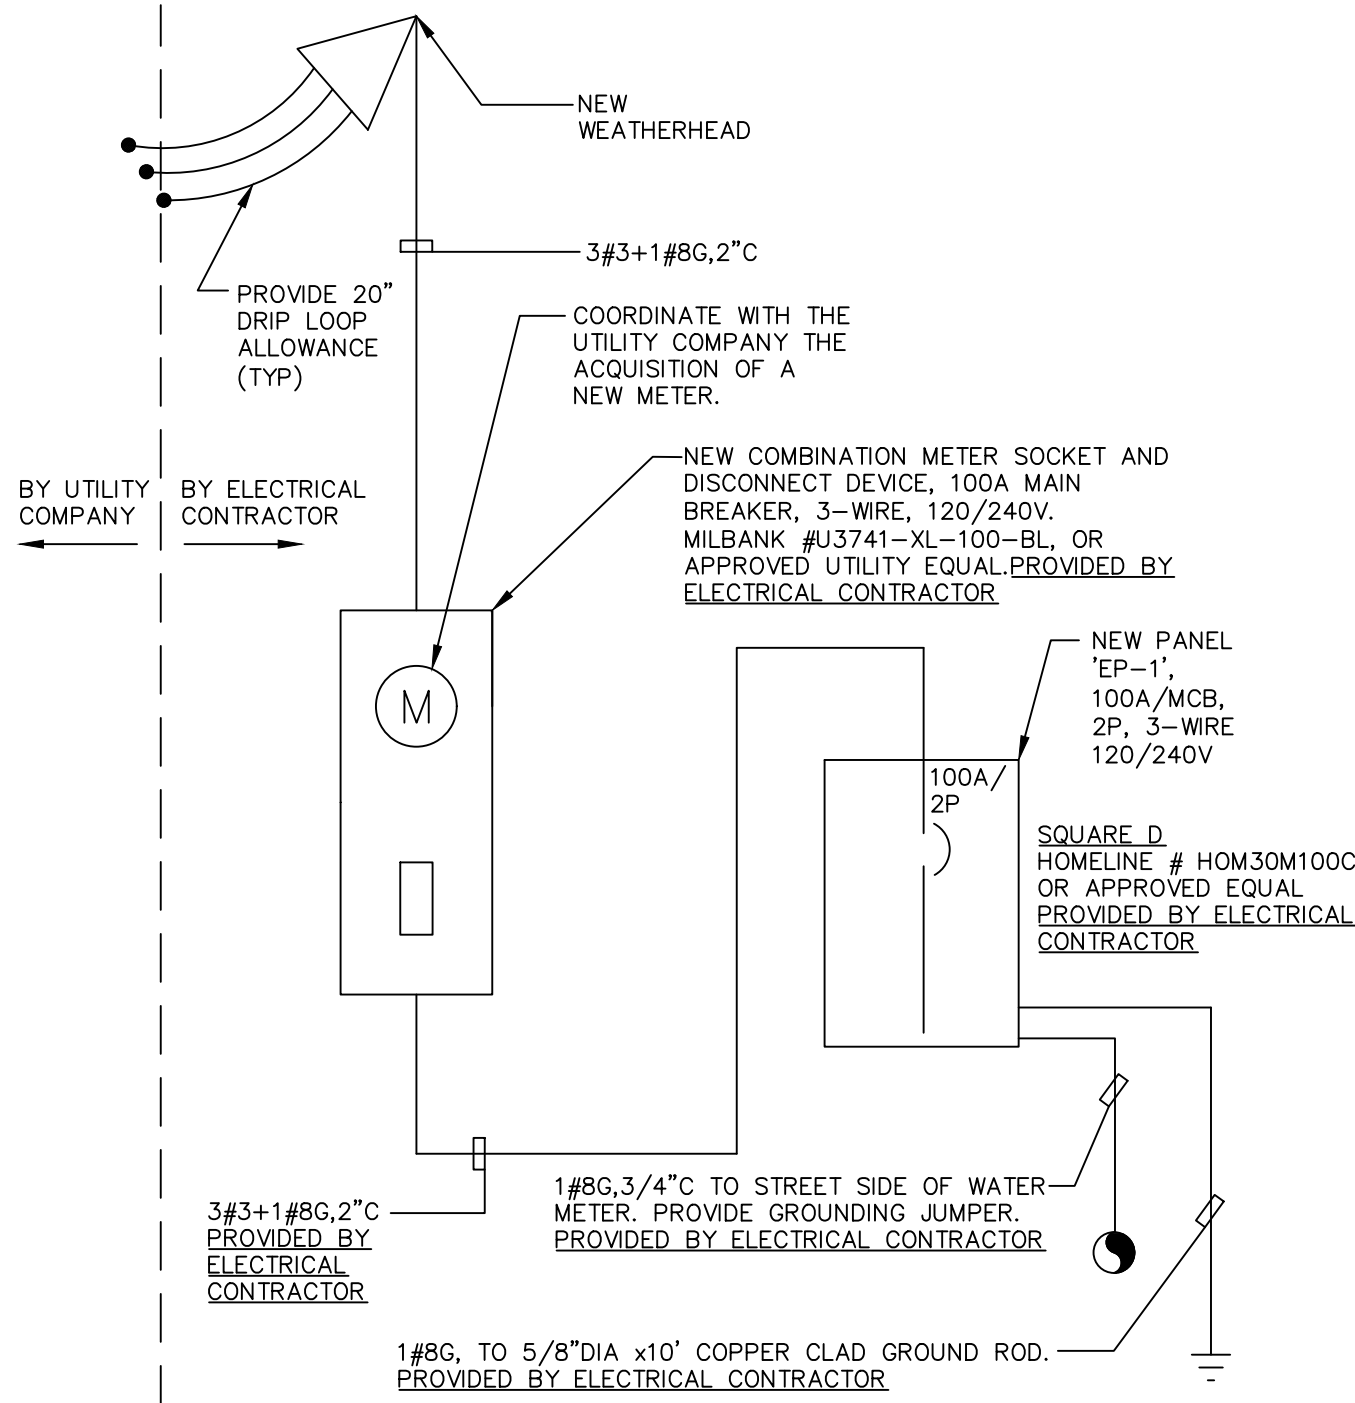 NEW
WEATHERHEAD
3#3+1#8G,2”C
PROVIDE 20”
DRIP LOOP
ALLOWANCE
(TYP)
COORDINATE WITH THE
UTILITY COMPANY THE
ACQUISITION OF A
NEW METER.
BY UTILITY
COMPANY
BY ELECTRICAL
CONTRACTOR
NEW COMBINATION METER SOCKET AND
DISCONNECT DEVICE, 100A MAIN
BREAKER, 3-WIRE, 120/240V.
MILBANK #U3741-XL-100-BL, OR
APPROVED UTILITY EQUAL.PROVIDED BY
ELECTRICAL CONTRACTOR
M
NEW PANEL
’EP-1’,
100A/MCB,
2P, 3-WIRE
120/240V
100A/
2P
SQUARE D
HOMELINE # HOM30M100C
OR APPROVED EQUAL
PROVIDED BY ELECTRICAL
CONTRACTOR
3#3+1#8G,2”C
PROVIDED BY
ELECTRICAL
CONTRACTOR
1#8G,3/4”C TO STREET SIDE OF WATER
METER. PROVIDE GROUNDING JUMPER.
PROVIDED BY ELECTRICAL CONTRACTOR
1#8G, TO 5/8”DIA x10’ COPPER CLAD GROUND ROD.
PROVIDED BY ELECTRICAL CONTRACTOR